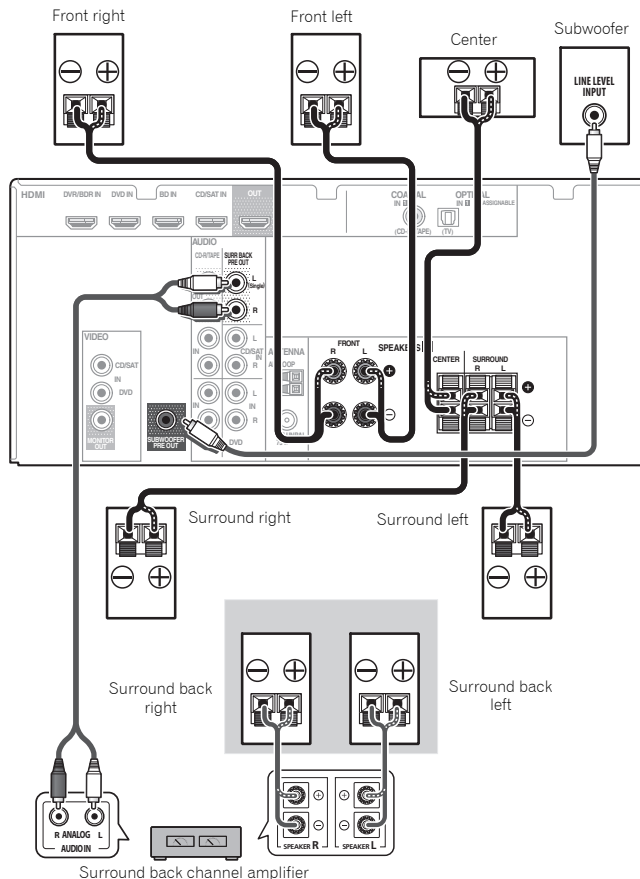 Front right
Front left
Center
Subwoofer
LINE LEVEL
INPUT
HDMI
DVR/BDR IN
DVD IN
BD IN
CD/SAT IN
OUT
COAXIAL
IN 1
(CD-R/TAPE)
OPTICAL
IN 1
ASSIGNABLE
(TV)
AUDIO
CD-R/TAPE
SURR BACK
PRE OUT
L
(Single)
OUT
R
VIDEO
CD/SAT
IN
DVD
MONITOR
OUT
SUBWOOFER
PRE OUT
IN
L
CD/SAT
IN
R
IN
L
R
DVD
ANTENNA
FRONT
R L
SPEAKERS
CENTER
SURROUND
R L
Surround right
Surround left
Surround back
right
Surround back
left
R ANALOG L
AUDIO IN
SPEAKER R
SPEAKER L
Surround back channel amplifier